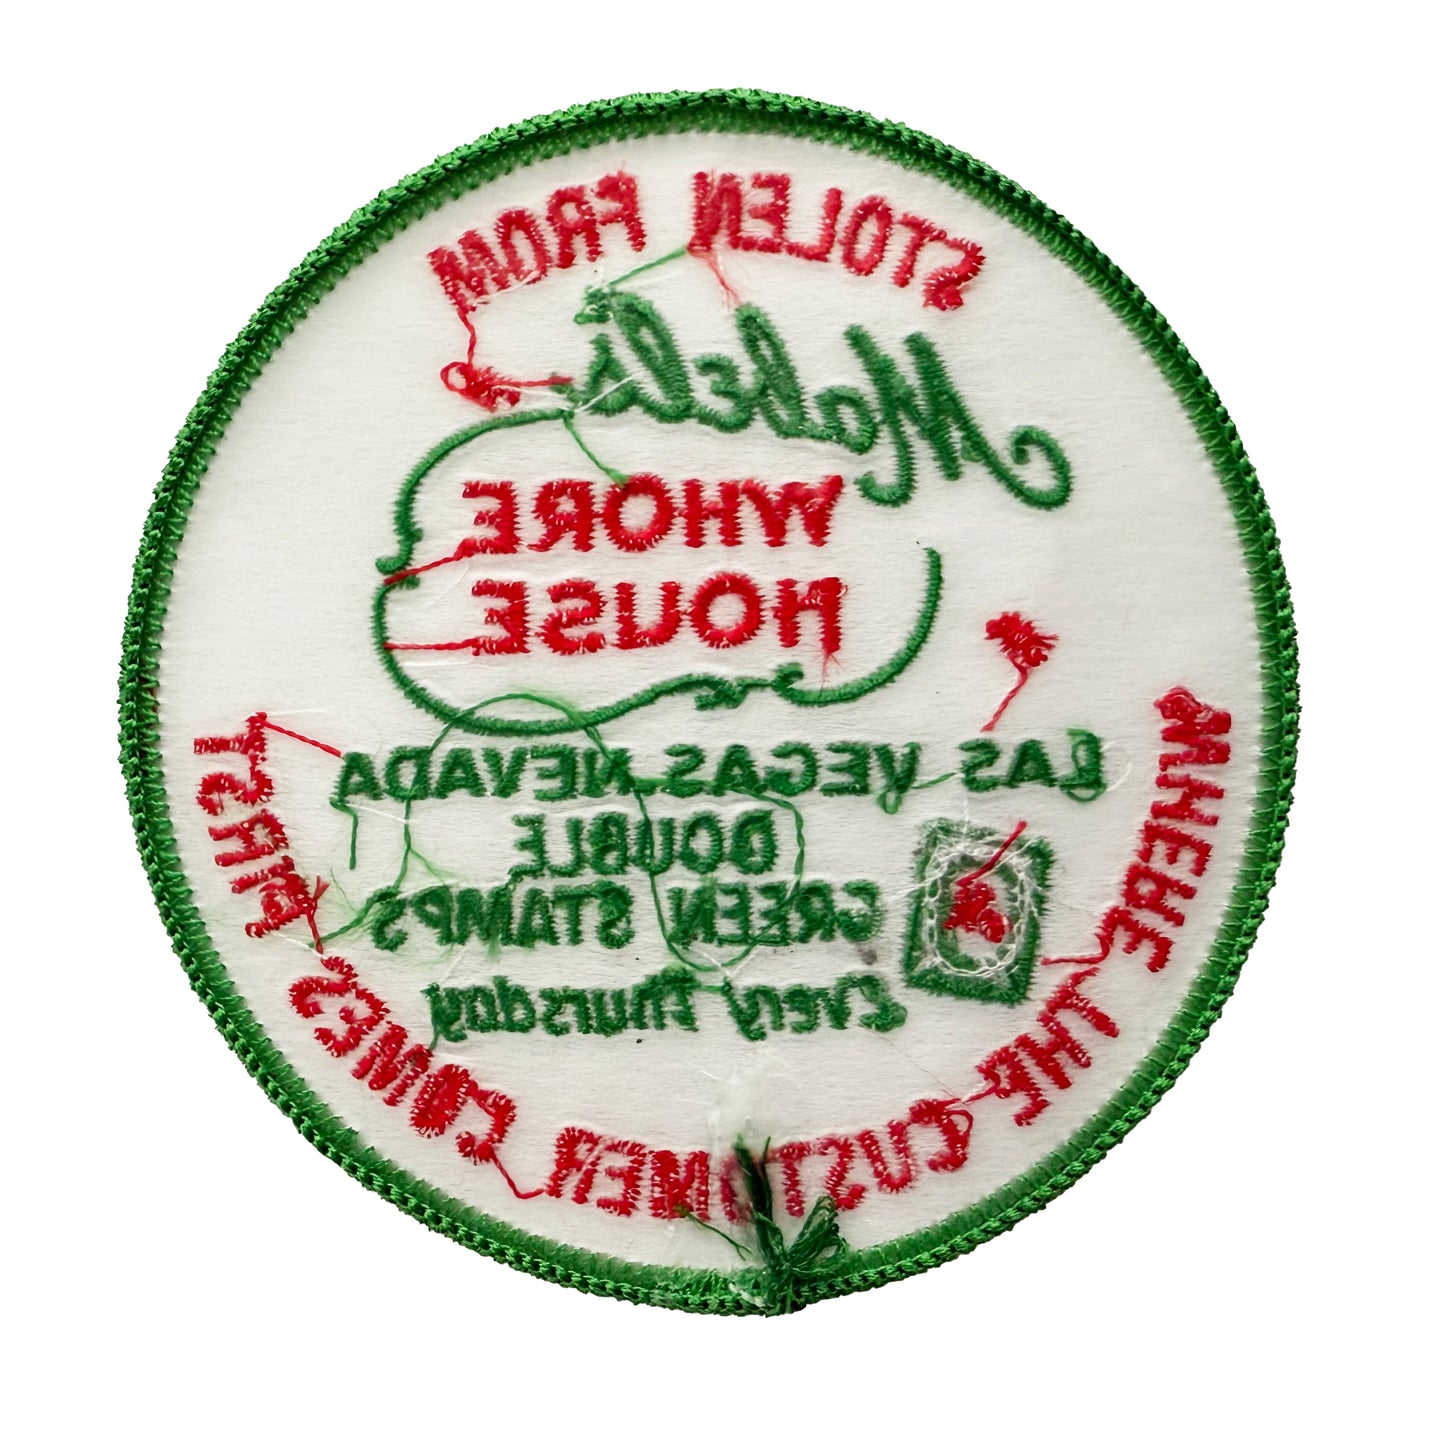 STOLEN FROM
Mabel's
WHORE
HOUSE
LAS VEGAS, NEVADA
DOUBLE
GREEN STAMPS
Every Thursday
WHERE THE CUSTOMER COMES FIRST